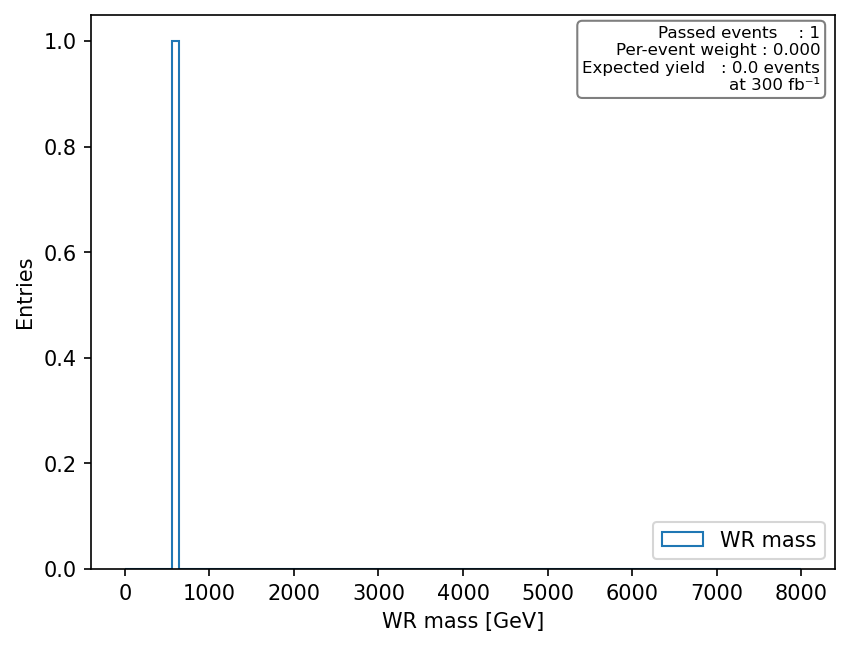 Passed events    : 1
Per-event weight : 0.000
Expected yield   : 0.0 events
at 300 fb⁻¹
1.0
0.8
0.6
0.4
0.2
0.0
Entries
WR mass
0 1000 2000 3000 4000 5000 6000 7000 8000
WR mass [GeV]